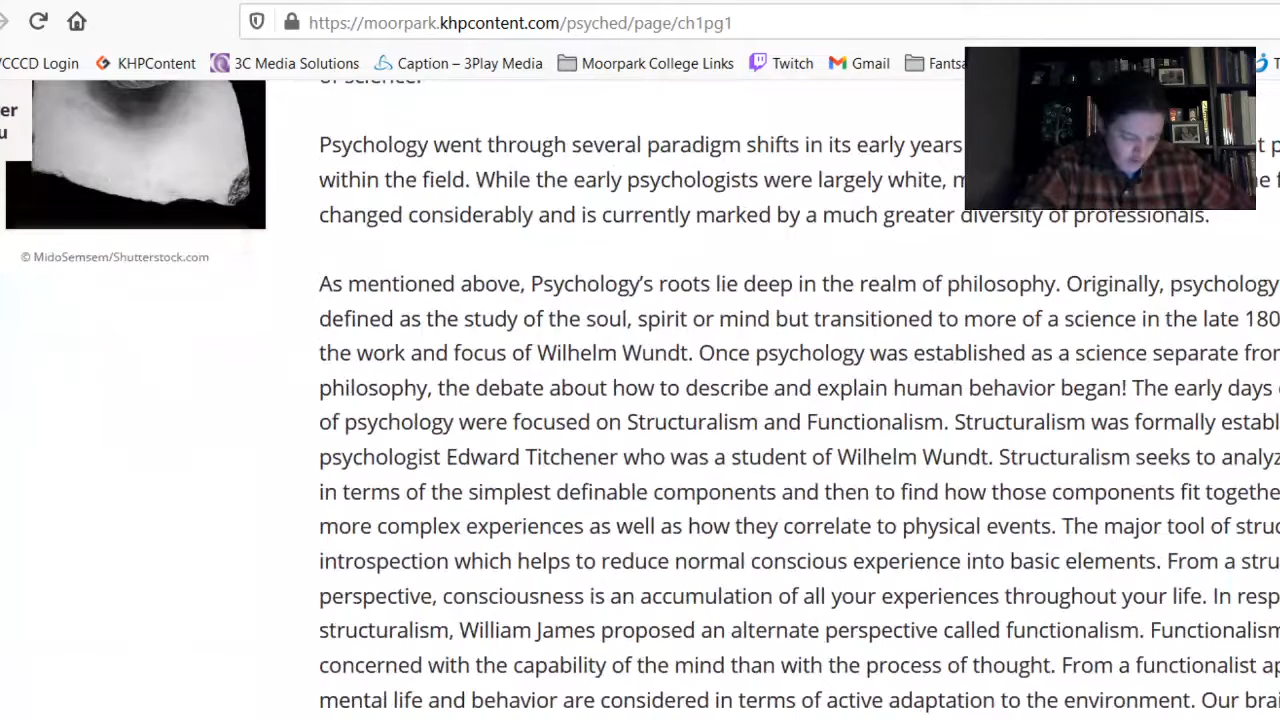 https://moorpark.khpcontent.com/psyched/page/ch1pg1
/CCCD Login KHPContent 3C Media Solutions Caption – 3Play Media Moorpark College Links Twitch Gmail
of science.
er
u
Psychology went through several paradigm shifts in its early years
within the field. While the early psychologists were largely white,
changed considerably and is currently marked by a much greater diversity of professionals.
© MidoSemsem/Shutterstock.com
As mentioned above, Psychology's roots lie deep in the realm of philosophy. Originally, psychology
defined as the study of the soul, spirit or mind but transitioned to more of a science in the late 180
the work and focus of Wilhelm Wundt. Once psychology was established as a science separate from
philosophy, the debate about how to describe and explain human behavior began! The early days
of psychology were focused on Structuralism and Functionalism. Structuralism was formally establ
psychologist Edward Titchener who was a student of Wilhelm Wundt. Structuralism seeks to analyz
in terms of the simplest definable components and then to find how those components fit togethe
more complex experiences as well as how they correlate to physical events. The major tool of struc
introspection which helps to reduce normal conscious experience into basic elements. From a stru
perspective, consciousness is an accumulation of all your experiences throughout your life. In resp
structuralism, William James proposed an alternate perspective called functionalism. Functionalism
concerned with the capability of the mind than with the process of thought. From a functionalist ap
mental life and behavior are considered in terms of active adaptation to the environment. Our brai